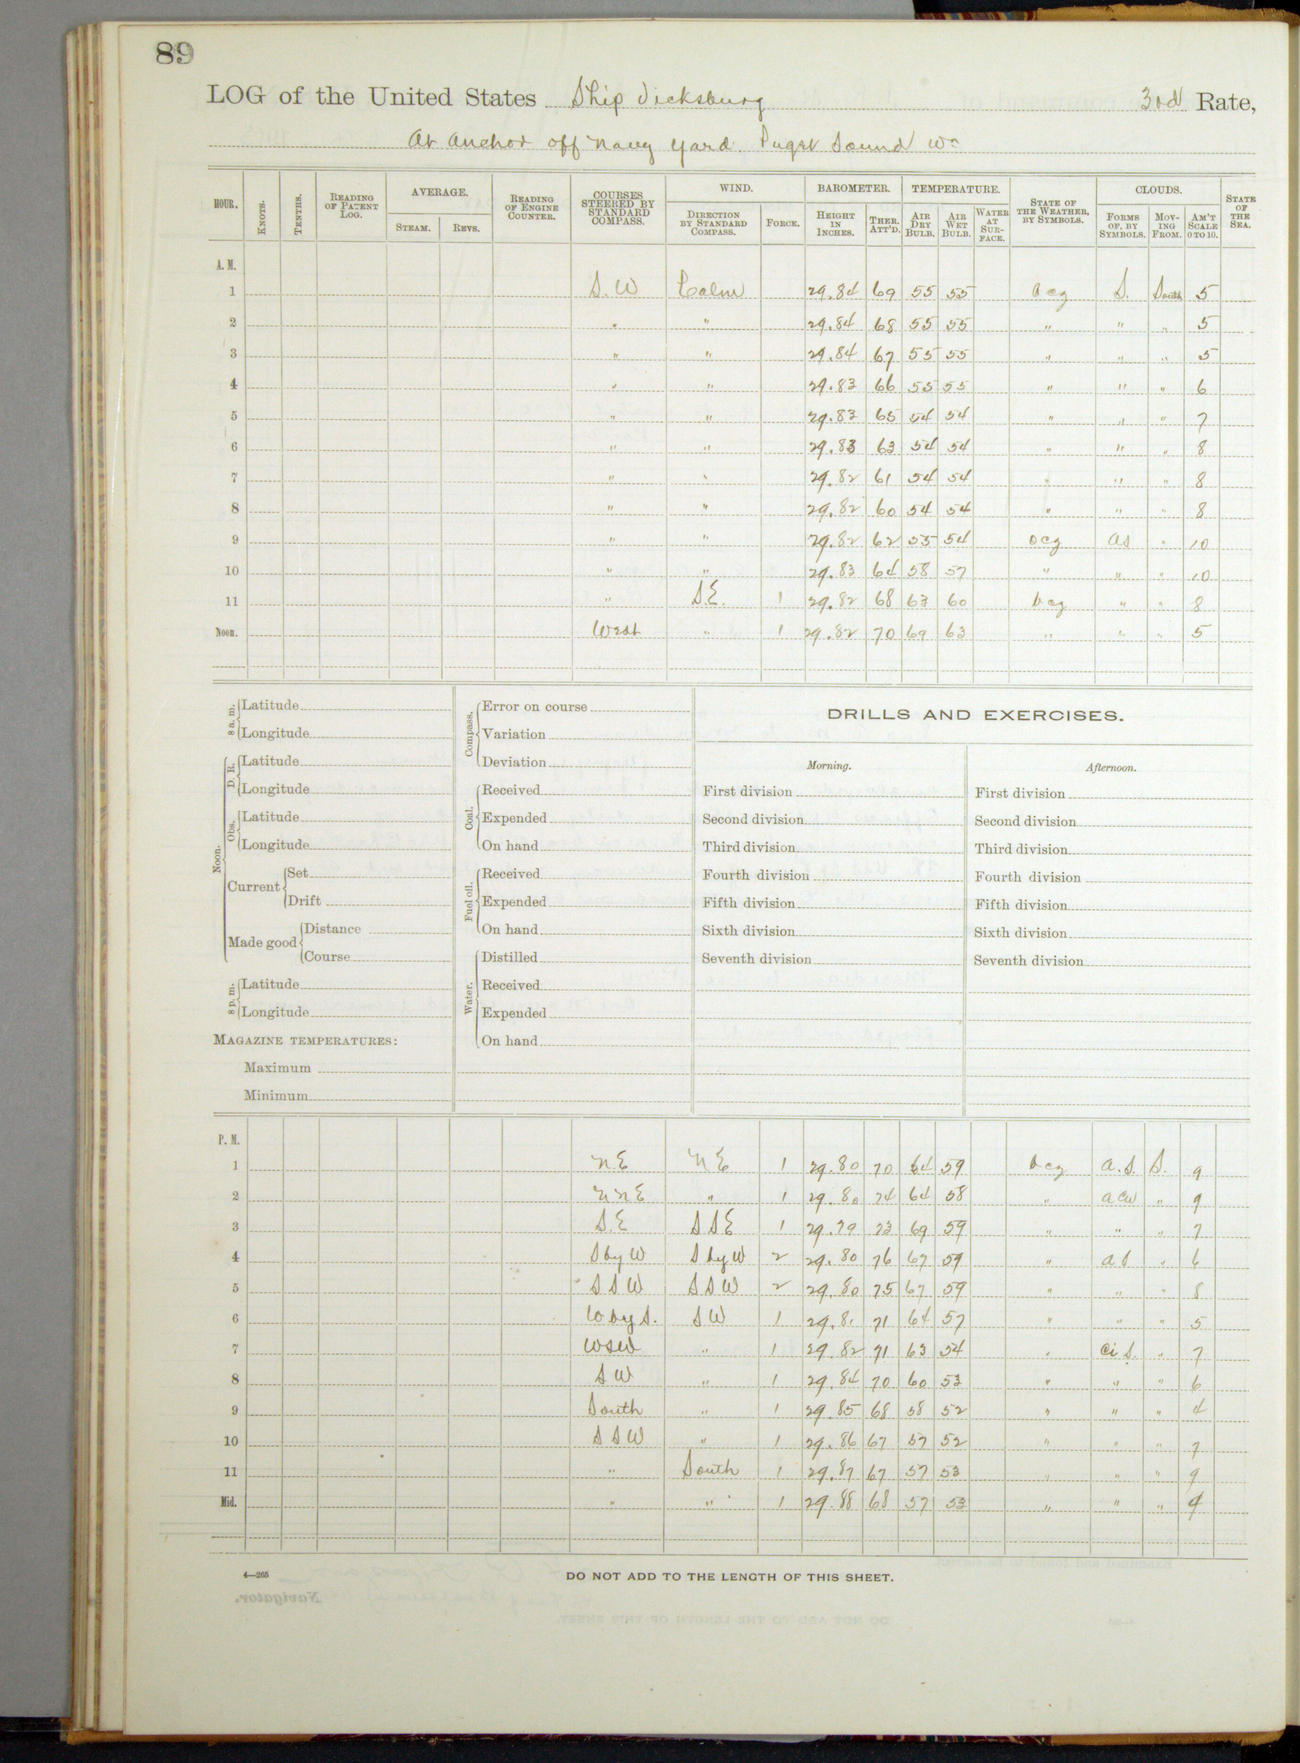 89
LOG of the United States Ship Vicksburg 3rd Rate,
At Anchor off Navy Yard Puget Sound Wn
HOUR. KNOTS. TENTHS. READING OF PATENT LOG. AVERAGE. STEAM. REVS. READING OF ENGINE COUNTER. COURSES STEERED BY STANDARD COMPASS. WIND. DIRECTION BY STANDARD COMPASS. FORCE. BAROMETER. HEIGHT IN INCHES. THER. ATT'D. TEMPERATURE. AIR DRY BULB. AIR WET BULB. WATER AT SURFACE. STATE OF THE WEATHER, BY SYMBOLS. CLOUDS. FORMS OF, BY SYMBOLS. MOVING FROM. AM'T SCALE 0 TO 10. STATE OF THE SEA.
A. M.
1 S. W Calm 29.84 69 55 55 bcg S. South 5
2 " " 29.84 68 55 55 " " " 5
3 " " 29.84 67 55 55 " " " 5
4 " " 29.83 66 55 55 " " " 6
5 " " 29.83 65 54 54 " " " 7
6 " " 29.83 63 54 54 " " " 8
7 " " 29.82 61 54 54 " " " 8
8 " " 29.82 60 54 54 " " " 8
9 " " 29.82 62 55 54 ocg as " 10
10 " " 29.83 64 58 57 " " " 10
11 " S.E. 1 29.82 68 63 60 bcg " " 8
Noon. West " 1 29.82 70 69 63 " " " 5
8 a. m. Latitude
Longitude
Noon. D. R. Latitude
Longitude
Obs. Latitude
Longitude
Current Set
Drift
Made good Distance
Course
8 p. m. Latitude
Longitude
MAGAZINE TEMPERATURES:
Maximum
Minimum
Compass. Error on course
Variation
Deviation
Coal. Received
Expended
On hand
Fuel oil. Received
Expended
On hand
Water. Distilled
Received
Expended
On hand
DRILLS AND EXERCISES.
Morning.
First division
Second division
Third division
Fourth division
Fifth division
Sixth division
Seventh division
Afternoon.
First division
Second division
Third division
Fourth division
Fifth division
Sixth division
Seventh division
P. M.
1 N. E N E 1 29.80 70 64 59 bcg a.s. S. 9
2 N N E " 1 29.80 74 64 58 " acu " 9
3 S. E S S E 1 29.79 73 69 59 " " " 7
4 S by W S by W 2 29.80 76 67 59 " as " 6
5 S S W S S W 2 29.80 75 67 59 " " " 8
6 W by S. S W 1 29.81 71 64 57 " " " 5
7 WSW " 1 29.82 71 63 54 " Ci S. " 7
8 S W " 1 29.84 70 60 53 " " " 6
9 South " 1 29.85 68 58 52 " " " 4
10 S S W " 1 29.86 67 57 52 " " " 7
11 " South 1 29.87 67 57 53 " " " 9
Mid. " " 1 29.88 68 57 53 " " " 9
4—265
DO NOT ADD TO THE LENGTH OF THIS SHEET.